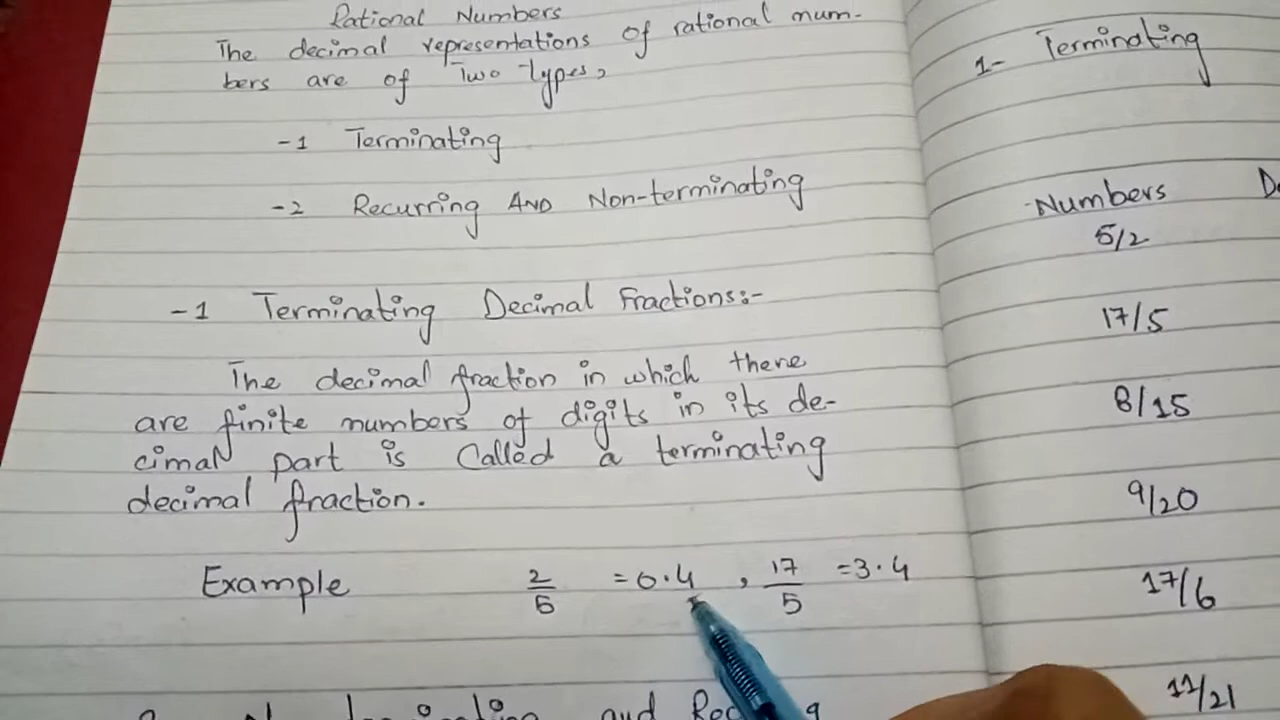 Rational Numbers
The decimal representations of rational num-
bers are of Two types,
-1 Terminating
-2 Recurring AND Non-terminating
-1 Terminating Decimal Fractions:-
The decimal fraction in which there
are finite numbers of digits in its de-
cimal part is Called a terminating
decimal fraction.
Example 2/5 = 0.4 , 17/5 = 3.4
and
1- Terminating
Numbers
5/2
17/5
8/15
9/20
17/6
11/21